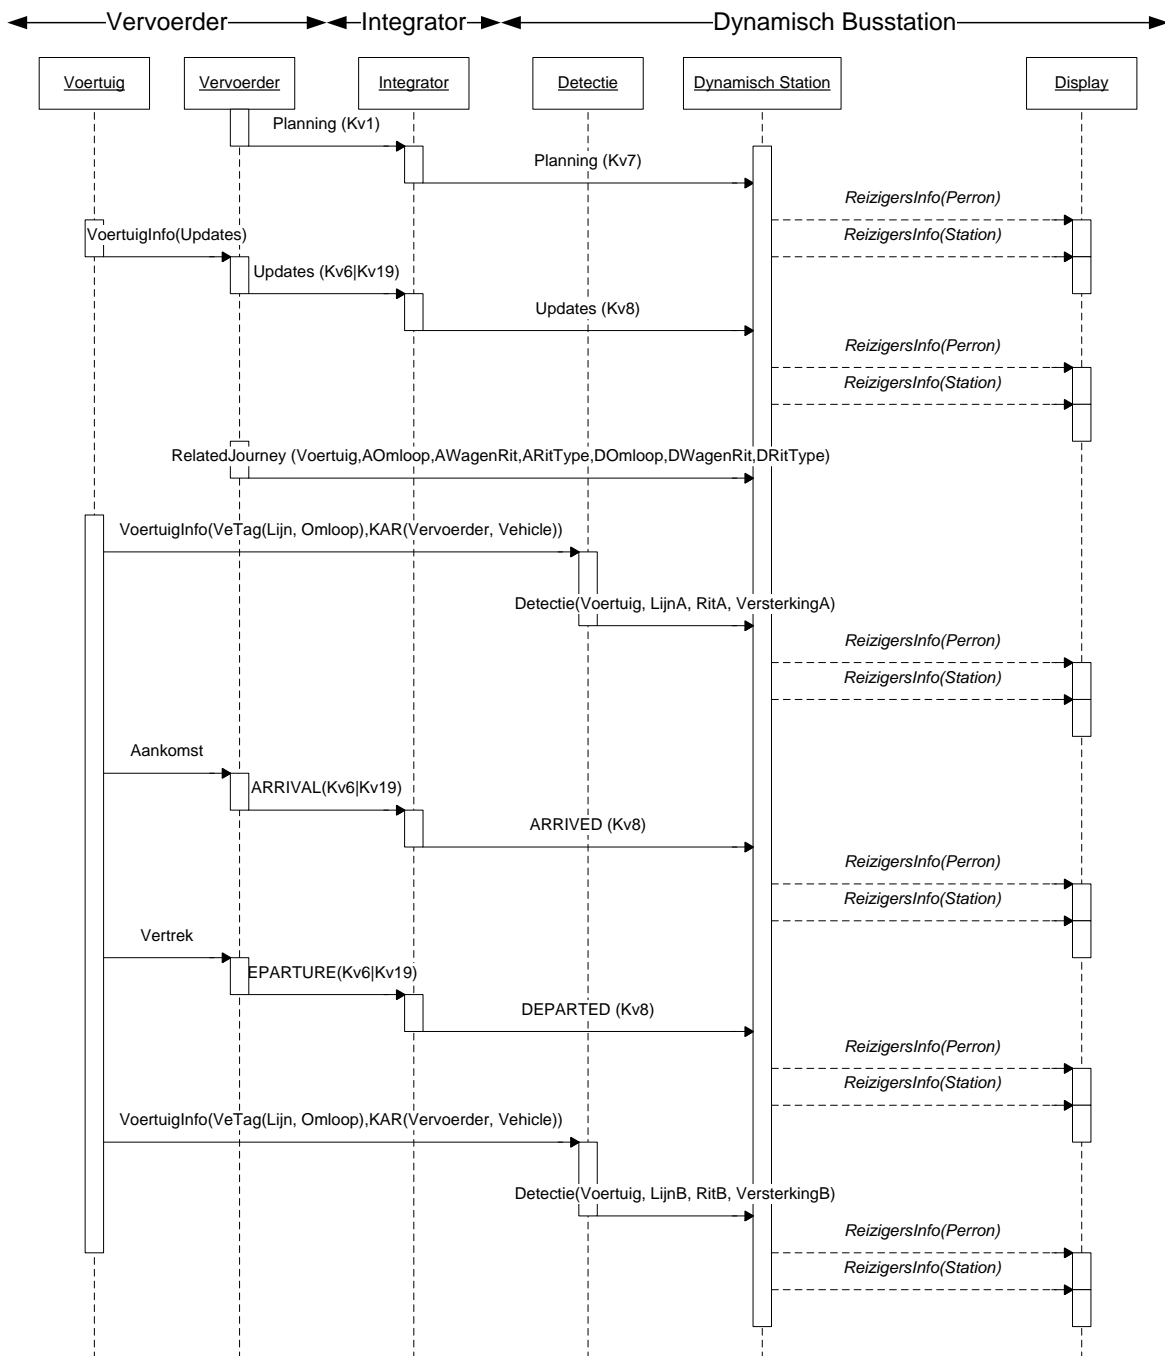 Vervoerder Integrator Dynamisch Busstation
Voertuig Vervoerder Integrator Detectie Dynamisch Station Display
Planning (Kv1)
Planning (Kv7)
ReizigersInfo(Perron)
VoertuigInfo(Updates)
ReizigersInfo(Station)
Updates (Kv6|Kv19)
Updates (Kv8)
ReizigersInfo(Perron)
ReizigersInfo(Station)
RelatedJourney (Voertuig,AOmloop,AWagenRit,ARitType,DOmloop,DWagenRit,DRitType)
VoertuigInfo(VeTag(Lijn, Omloop),KAR(Vervoerder, Vehicle))
Detectie(Voertuig, LijnA, RitA, VersterkingA)
ReizigersInfo(Perron)
ReizigersInfo(Station)
Aankomst
ARRIVAL(Kv6|Kv19)
ARRIVED (Kv8)
ReizigersInfo(Perron)
ReizigersInfo(Station)
Vertrek
EPARTURE(Kv6|Kv19)
DEPARTED (Kv8)
ReizigersInfo(Perron)
ReizigersInfo(Station)
VoertuigInfo(VeTag(Lijn, Omloop),KAR(Vervoerder, Vehicle))
Detectie(Voertuig, LijnB, RitB, VersterkingB)
ReizigersInfo(Perron)
ReizigersInfo(Station)